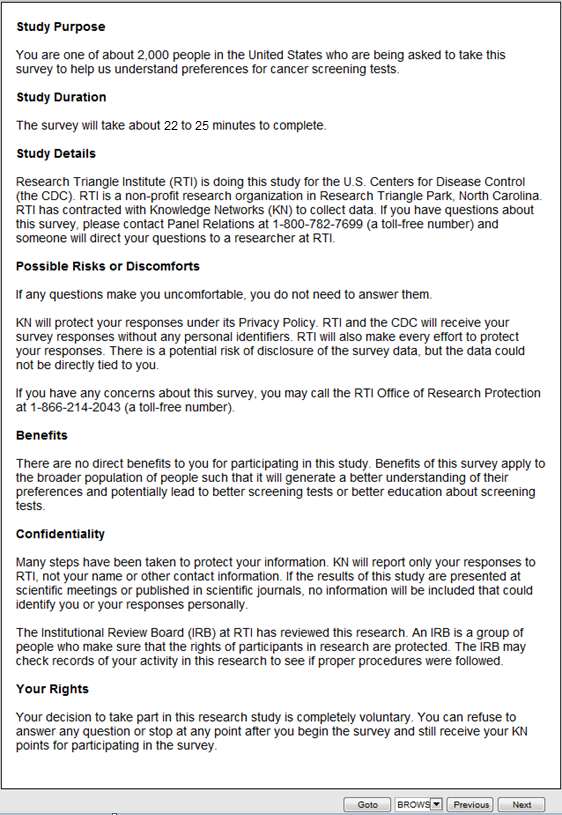 Study Purpose
You are one of about 2,000 people in the United States who are being asked to take this
survey to help us understand preferences for cancer screening tests.
Study Duration
The survey will take about 22 to 25 minutes to complete.
Study Details
Research Triangle Institute (RTI) is doing this study for the U.S. Centers for Disease Control
(the CDC). RTI is a non-profit research organization in Research Triangle Park, North Carolina.
RTI has contracted with Knowledge Networks (KN) to collect data. If you have questions about
this survey, please contact Panel Relations at 1-800-782-7699 (a toll-free number) and
someone will direct your questions to a researcher at RTI.
Possible Risks or Discomforts
If any questions make you uncomfortable, you do not need to answer them.
KN will protect your responses under its Privacy Policy. RTI and the CDC will receive your
survey responses without any personal identifiers. RTI will also make every effort to protect
your responses. There is a potential risk of disclosure of the survey data, but the data could
not be directly tied to you.
If you have any concerns about this survey, you may call the RTI Office of Research Protection
at 1-866-214-2043 (a toll-free number).
Benefits
There are no direct benefits to you for participating in this study. Benefits of this survey apply to
the broader population of people such that it will generate a better understanding of their
preferences and potentially lead to better screening tests or better education about screening
tests.
Confidentiality
Many steps have been taken to protect your information. KN will report only your responses to
RTI, not your name or other contact information. If the results of this study are presented at
scientific meetings or published in scientific journals, no information will be included that could
identify you or your responses personally.
The Institutional Review Board (IRB) at RTI has reviewed this research. An IRB is a group of
people who make sure that the rights of participants in research are protected. The IRB may
check records of your activity in this research to see if proper procedures were followed.
Your Rights
Your decision to take part in this research study is completely voluntary. You can refuse to
answer any question or stop at any point after you begin the survey and still receive your KN
points for participating in the survey.
Goto BROWS Previous Next